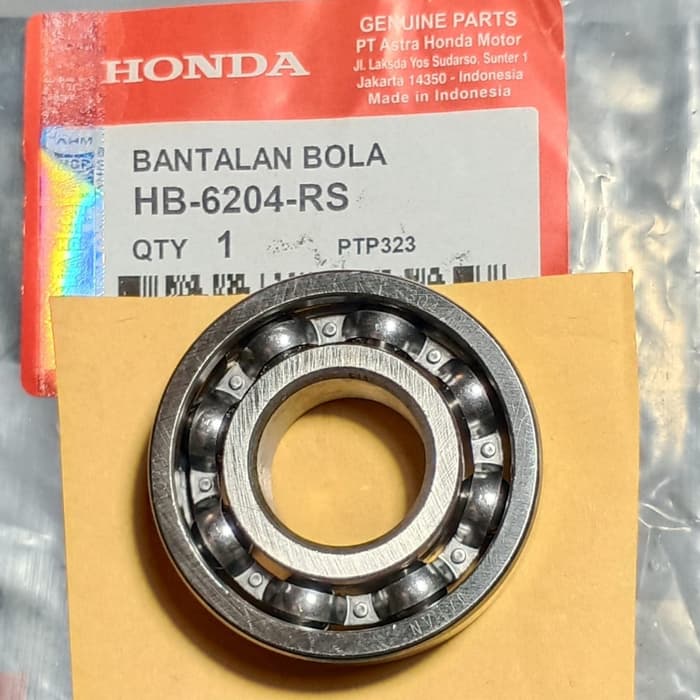 GENUINE PARTS
HONDA
PT Astra Honda Motor
Jl. Laksda Yos Sudarso, Sunter 1
Jakarta 14350 - Indonesia
Made in Indonesia
AHM
BANTALAN BOLA
HB-6204-RS
QTY 1
PTP323